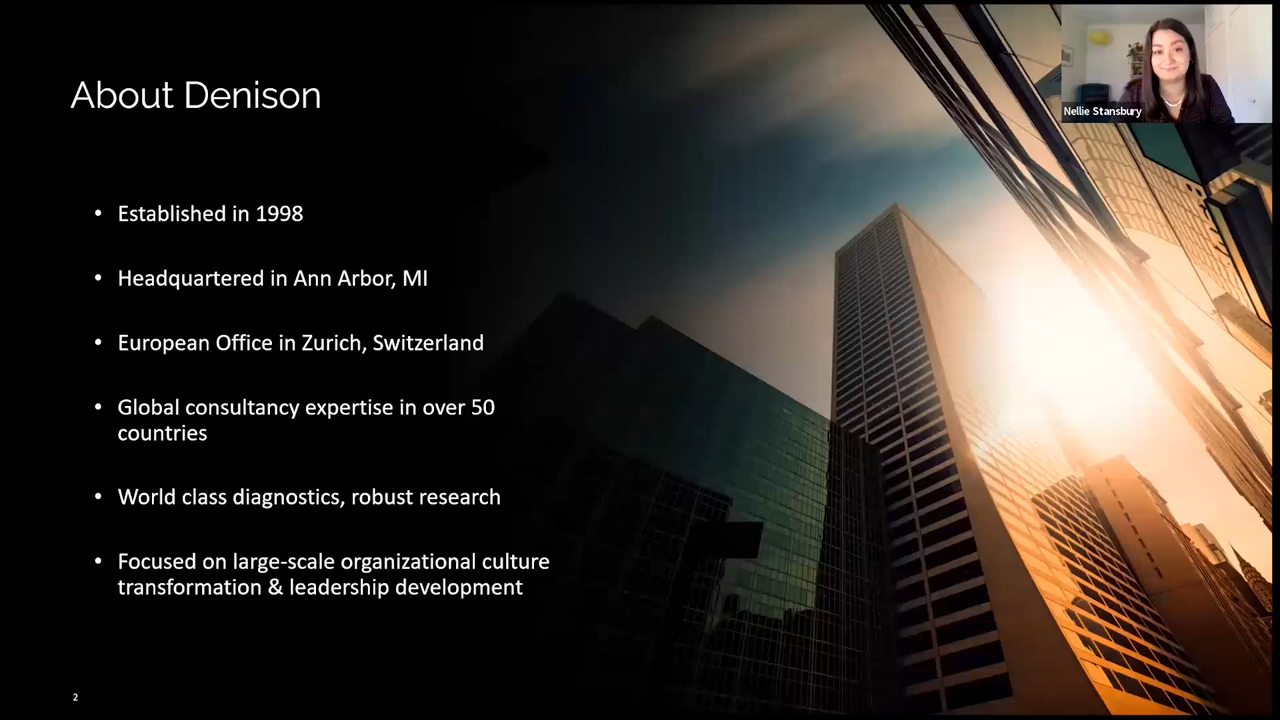 About Denison
Nellie Stansbury
• Established in 1998
• Headquartered in Ann Arbor, MI
• European Office in Zurich, Switzerland
• Global consultancy expertise in over 50
countries
• World class diagnostics, robust research
• Focused on large-scale organizational culture
transformation & leadership development
2